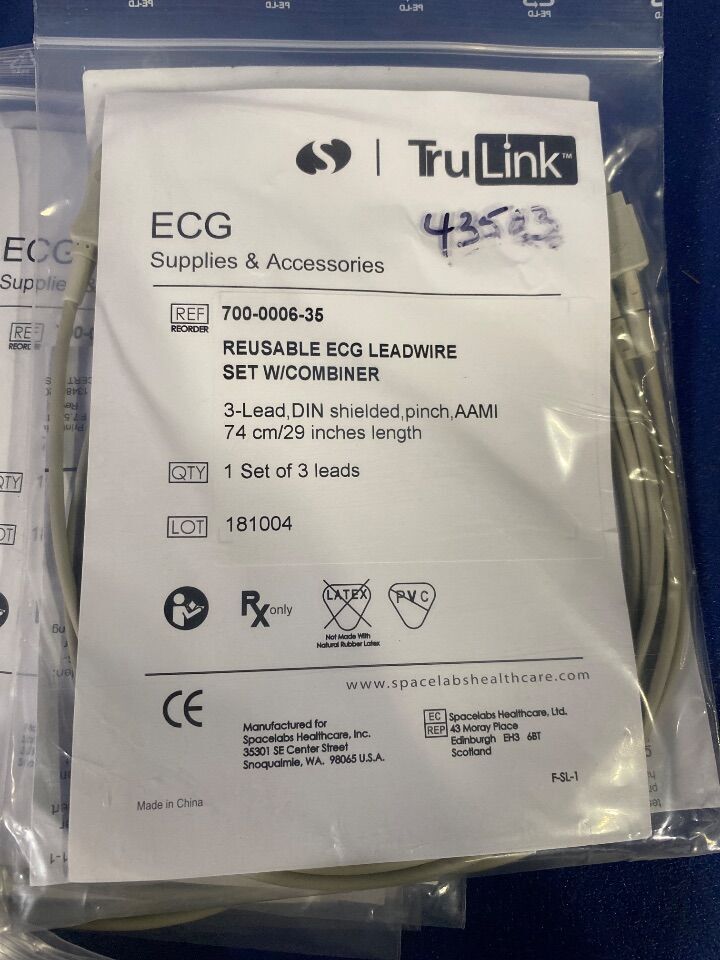 S | TruLink™
ECG
Supplies & Accessories
REF
REORDER
700-0006-35
REUSABLE ECG LEADWIRE
SET W/COMBINER
3-Lead,DIN shielded,pinch,AAMI
74 cm/29 inches length
QTY 1 Set of 3 leads
LOT 181004
Rx only
LATEX
Not Made With
Natural Rubber Latex
PVC
www.spacelabshealthcare.com
CE
Manufactured for
Spacelabs Healthcare, Inc.
35301 SE Center Street
Snoqualmie, WA. 98065 U.S.A.
EC REP
Spacelabs Healthcare, Ltd.
43 Moray Place
Edinburgh EH3 6BT
Scotland
F-SL-1
Made in China